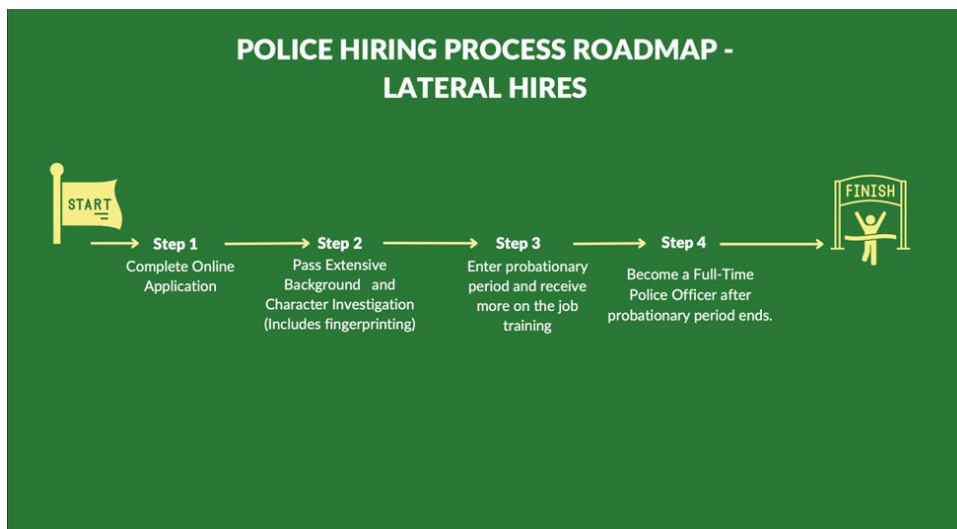 POLICE HIRING PROCESS ROADMAP -
LATERAL HIRES
START
FINISH
Step 1
Complete Online
Application
Step 2
Pass Extensive
Background and
Character Investigation
(Includes fingerprinting)
Step 3
Enter probationary
period and receive
more on the job
training
Step 4
Become a Full-Time
Police Officer after
probationary period ends.